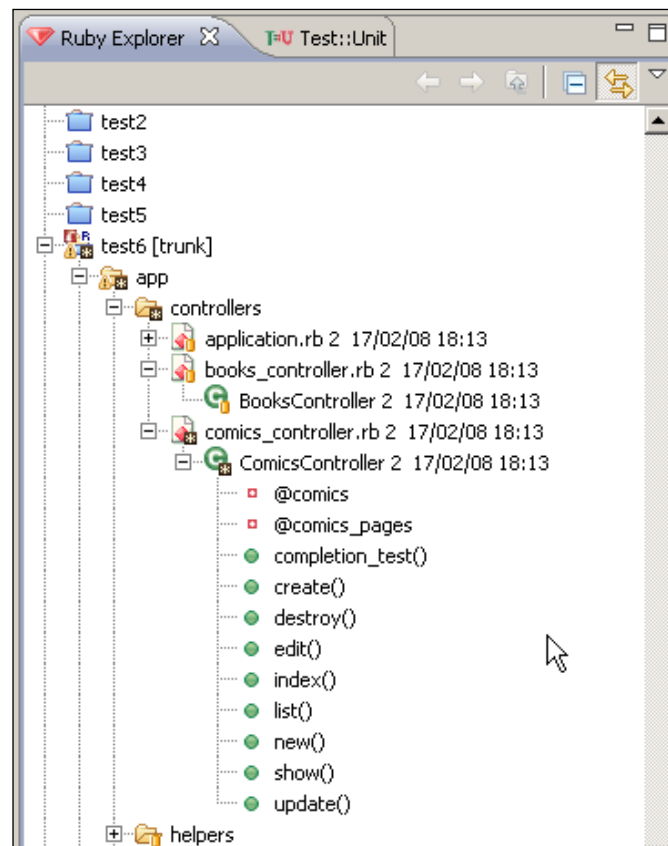 Ruby Explorer Test::Unit
test2
test3
test4
test5
test6 [trunk]
app
controllers
application.rb 2 17/02/08 18:13
books_controller.rb 2 17/02/08 18:13
BooksController 2 17/02/08 18:13
comics_controller.rb 2 17/02/08 18:13
ComicsController 2 17/02/08 18:13
@comics
@comics_pages
completion_test()
create()
destroy()
edit()
index()
list()
new()
show()
update()
helpers